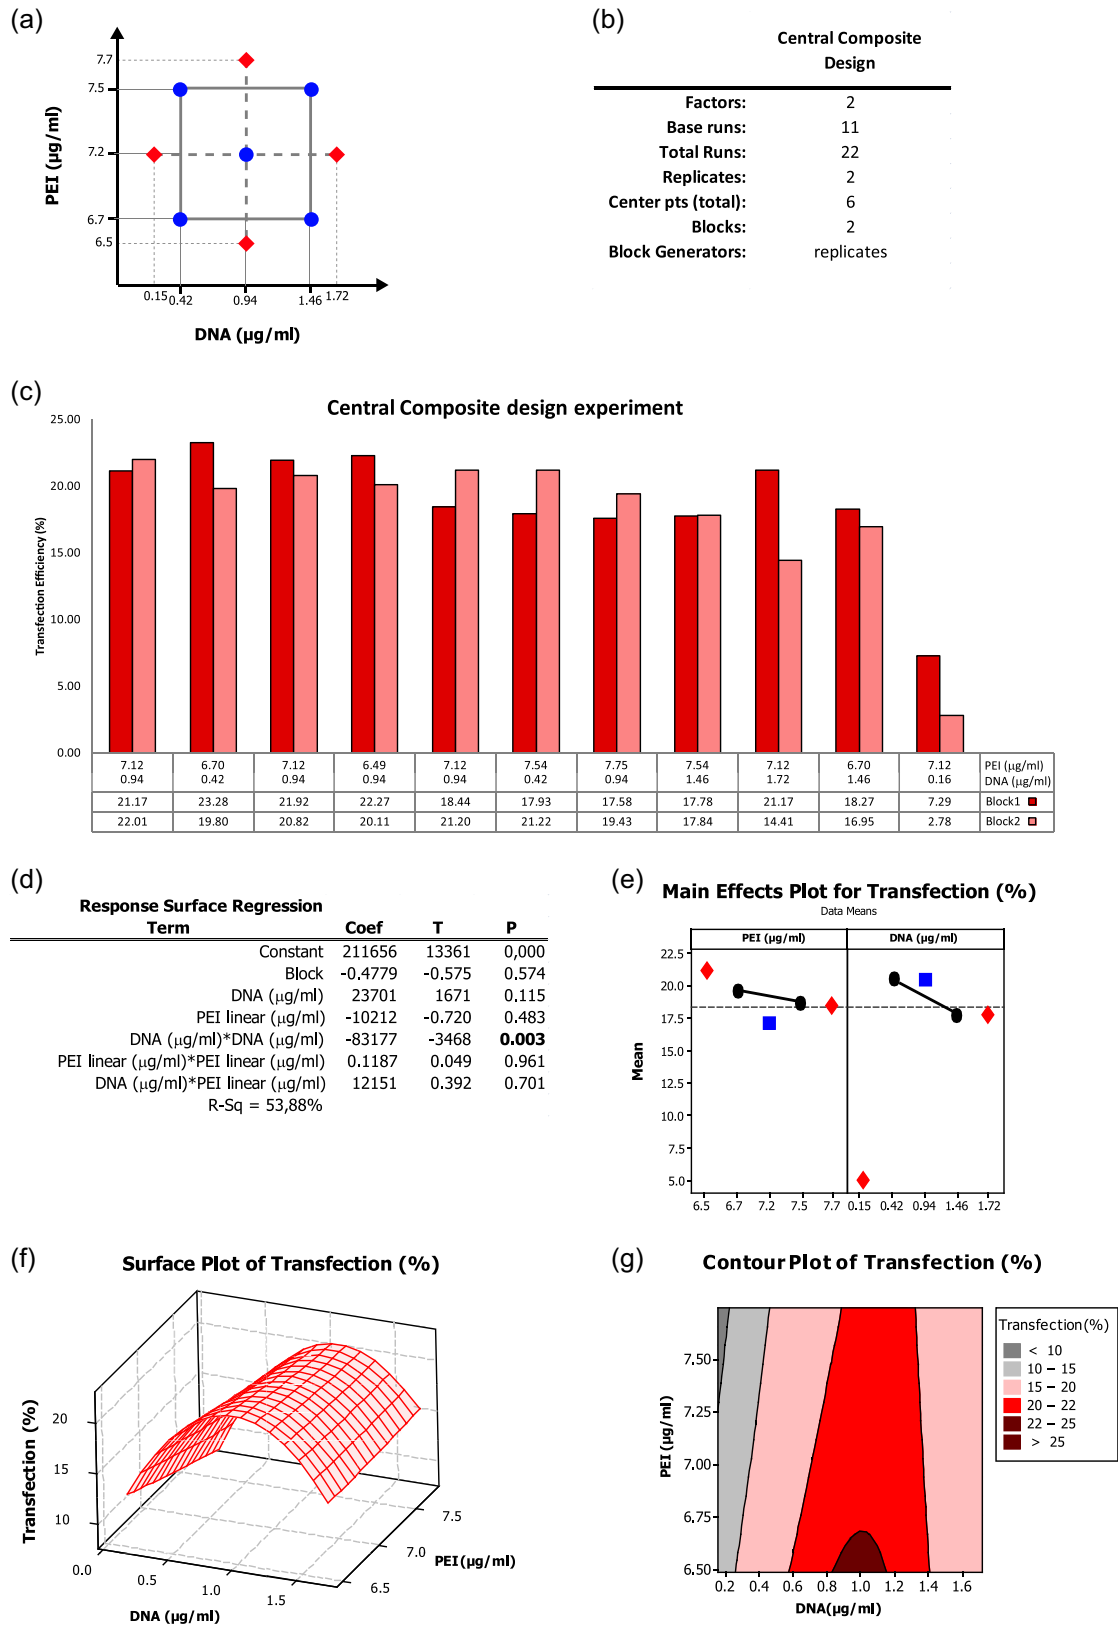 (a)
7.7
7.5
7.2
6.7
6.5
PEI (µg/ml)
0.15 0.42 0.94 1.46 1.72
DNA (µg/ml)
(b)
Central Composite
Design
Factors: 2
Base runs: 11
Total Runs: 22
Replicates: 2
Center pts (total): 6
Blocks: 2
Block Generators: replicates
(c)
Central Composite design experiment
Transfection Efficiency (%)
25.00
20.00
15.00
10.00
5.00
0.00
7.12 6.70 7.12 6.49 7.12 7.54 7.75 7.54 7.12 6.70 7.12 PEI (µg/ml)
0.94 0.42 0.94 0.94 0.94 0.42 0.94 1.46 1.72 1.46 0.16 DNA (µg/ml)
21.17 23.28 21.92 22.27 18.44 17.93 17.58 17.78 21.17 18.27 7.29 Block1
22.01 19.80 20.82 20.11 21.20 21.22 19.43 17.84 14.41 16.95 2.78 Block2
(d)
Response Surface Regression
Term Coef T P
Constant 211656 13361 0,000
Block -0.4779 -0.575 0.574
DNA (µg/ml) 23701 1671 0.115
PEI linear (µg/ml) -10212 -0.720 0.483
DNA (µg/ml)*DNA (µg/ml) -83177 -3468 0.003
PEI linear (µg/ml)*PEI linear (µg/ml) 0.1187 0.049 0.961
DNA (µg/ml)*PEI linear (µg/ml) 12151 0.392 0.701
R-Sq = 53,88%
(e)
Main Effects Plot for Transfection (%)
Data Means
PEI (µg/ml) DNA (µg/ml)
Mean
22.5
20.0
17.5
15.0
12.5
10.0
7.5
5.0
6.5 6.7 7.2 7.5 7.7 0.15 0.42 0.94 1.46 1.72
(f)
Surface Plot of Transfection (%)
Transfection (%)
20
15
10
0.0 0.5 1.0 1.5
DNA (µg/ml)
6.5 7.0 7.5
PEI(µg/ml)
(g)
Contour Plot of Transfection (%)
PEI (µg/ml)
7.50
7.25
7.00
6.75
6.50
0.2 0.4 0.6 0.8 1.0 1.2 1.4 1.6
DNA(µg/ml)
Transfection(%)
< 10
10 – 15
15 – 20
20 – 22
22 – 25
> 25